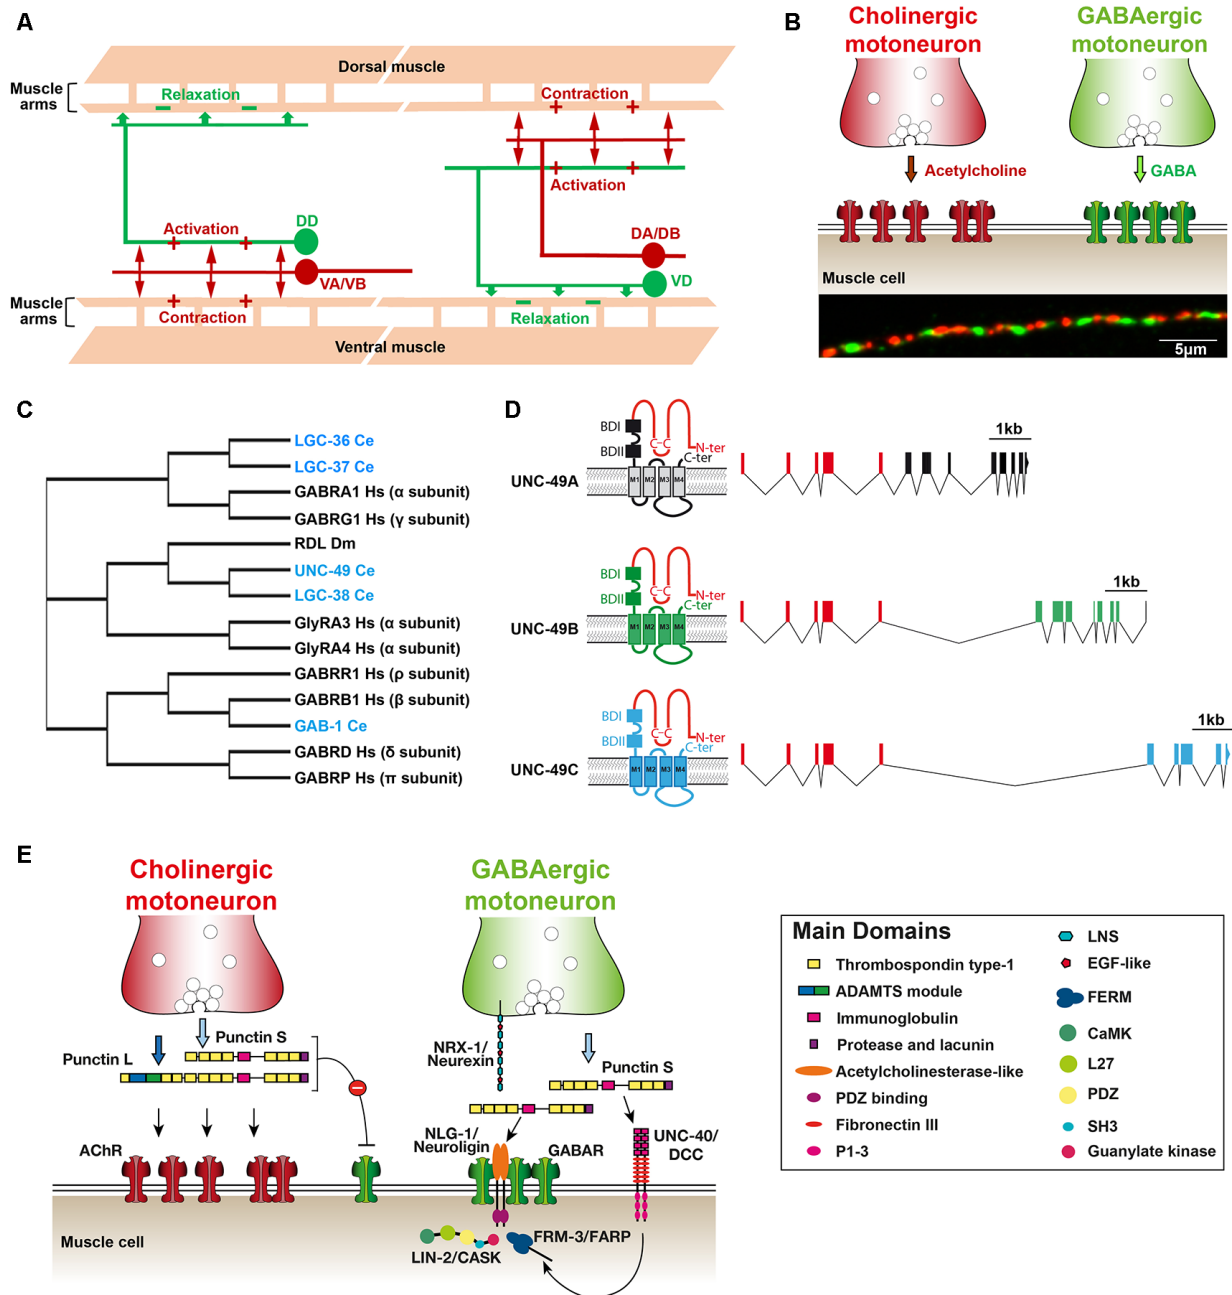 A
Dorsal muscle
Muscle
arms
Relaxation
Contraction
Activation
Activation
DD
DA/DB
VA/VB
VD
Muscle
arms
Contraction
Relaxation
Ventral muscle
B
Cholinergic
motoneuron
GABAergic
motoneuron
Acetylcholine
GABA
Muscle cell
5µm
C
LGC-36 Ce
LGC-37 Ce
GABRA1 Hs (α subunit)
GABRG1 Hs (γ subunit)
RDL Dm
UNC-49 Ce
LGC-38 Ce
GlyRA3 Hs (α subunit)
GlyRA4 Hs (α subunit)
GABRR1 Hs (ρ subunit)
GABRB1 Hs (β subunit)
GAB-1 Ce
GABRD Hs (δ subunit)
GABRP Hs (π subunit)
D
BDI
BDII
C-C
N-ter
C-ter
M1 M2 M3 M4
UNC-49A
1kb
BDI
BDII
C-C
N-ter
C-ter
M1 M2 M3 M4
UNC-49B
1kb
BDI
BDII
C-C
N-ter
C-ter
M1 M2 M3 M4
UNC-49C
1kb
E
Cholinergic
motoneuron
GABAergic
motoneuron
Punctin S
Punctin L
NRX-1/
Neurexin
Punctin S
AChR
NLG-1/
Neuroligin
GABAR
UNC-40/
DCC
Muscle cell
LIN-2/CASK
FRM-3/FARP
Main Domains
Thrombospondin type-1
ADAMTS module
Immunoglobulin
Protease and lacunin
Acetylcholinesterase-like
PDZ binding
Fibronectin III
P1-3
LNS
EGF-like
FERM
CaMK
L27
PDZ
SH3
Guanylate kinase